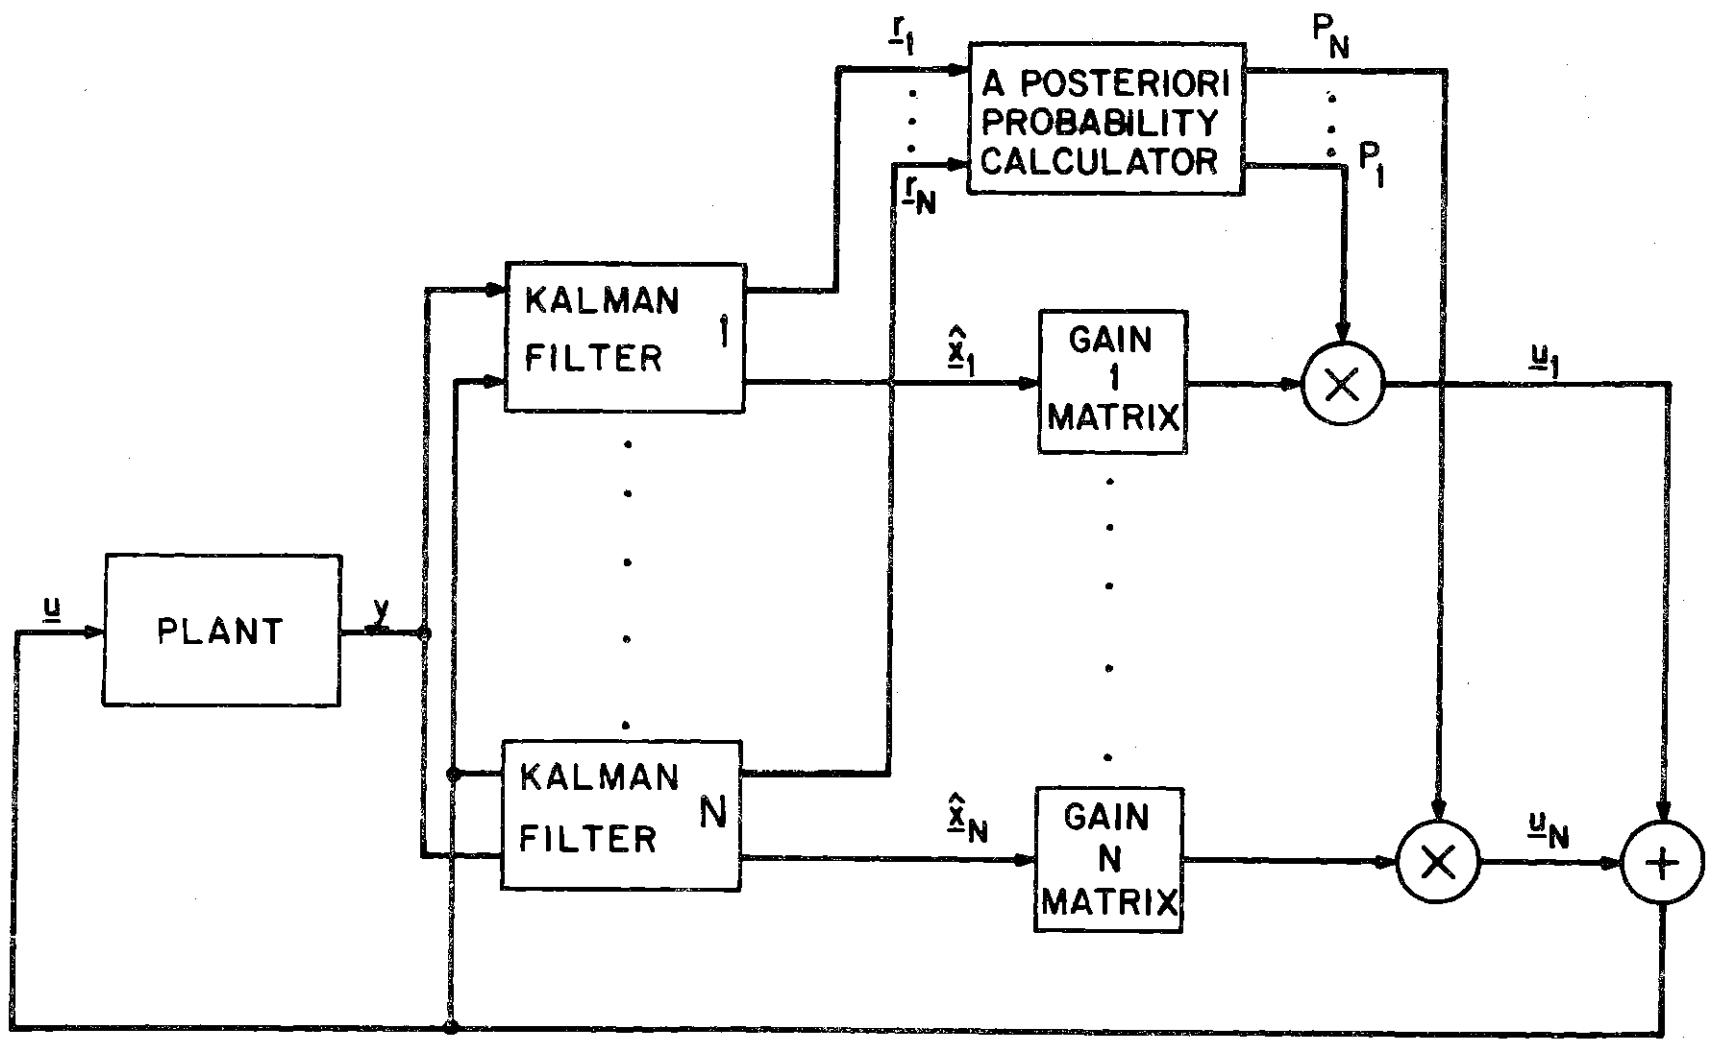 r1
A POSTERIORI
PROBABILITY
CALCULATOR
PN
P1
rN
KALMAN
FILTER
1
x̂1
GAIN
1
MATRIX
×
u1
u
PLANT
y
KALMAN
FILTER
N
x̂N
GAIN
N
MATRIX
×
uN
+